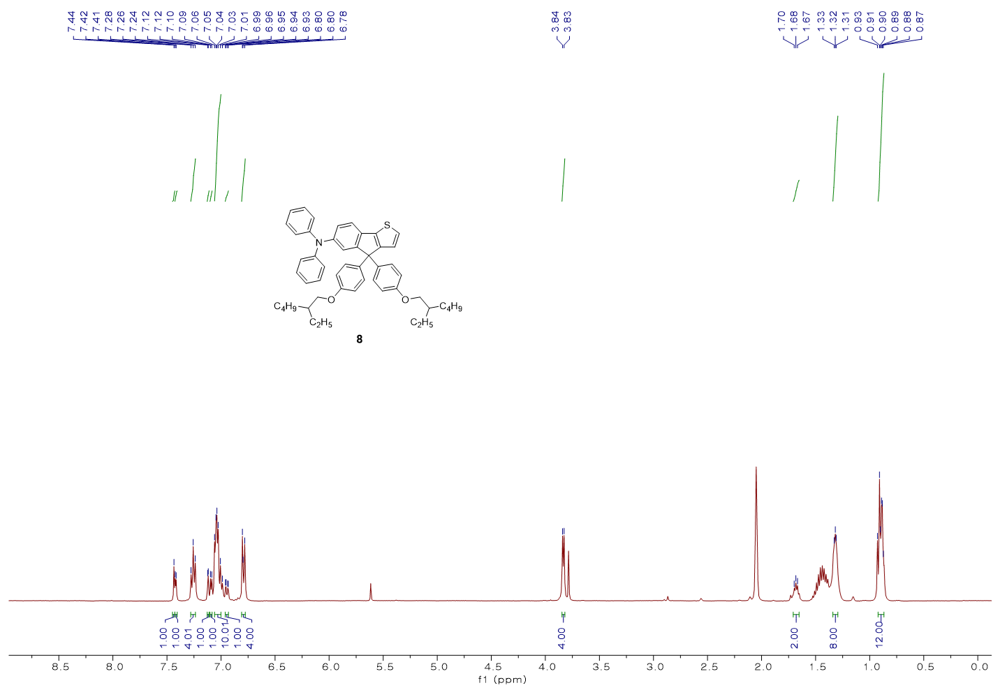 7.44 7.42 7.41 7.28 7.26 7.24 7.12 7.12 7.10 7.09 7.06 7.05 7.04 7.03 7.01 6.99 6.96 6.95 6.94 6.93 6.80 6.80 6.78 3.84 3.83 1.70 1.68 1.67 1.33 1.32 1.31 0.93 0.91 0.90 0.89 0.88 0.87
S
N
O
O
C4H9
C4H9
C2H5
C2H5
8
1.00 1.00 4.01 1.00 1.00 10.01 1.00 4.00 4.00 2.00 8.00 12.00
8.5 8.0 7.5 7.0 6.5 6.0 5.5 5.0 4.5 4.0 3.5 3.0 2.5 2.0 1.5 1.0 0.5 0.0
f1 (ppm)